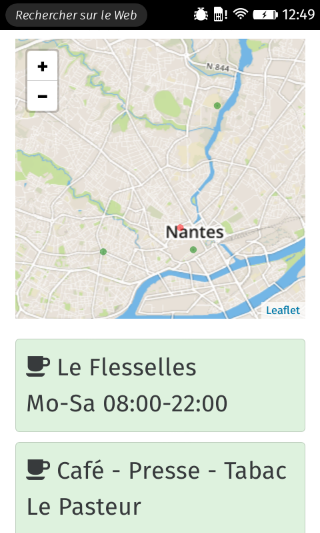 Rechercher sur le Web
12:49
+
N 844
-
Nantes
Leaflet
Le Flesselles
Mo-Sa 08:00-22:00
Café - Presse - Tabac
Le Pasteur